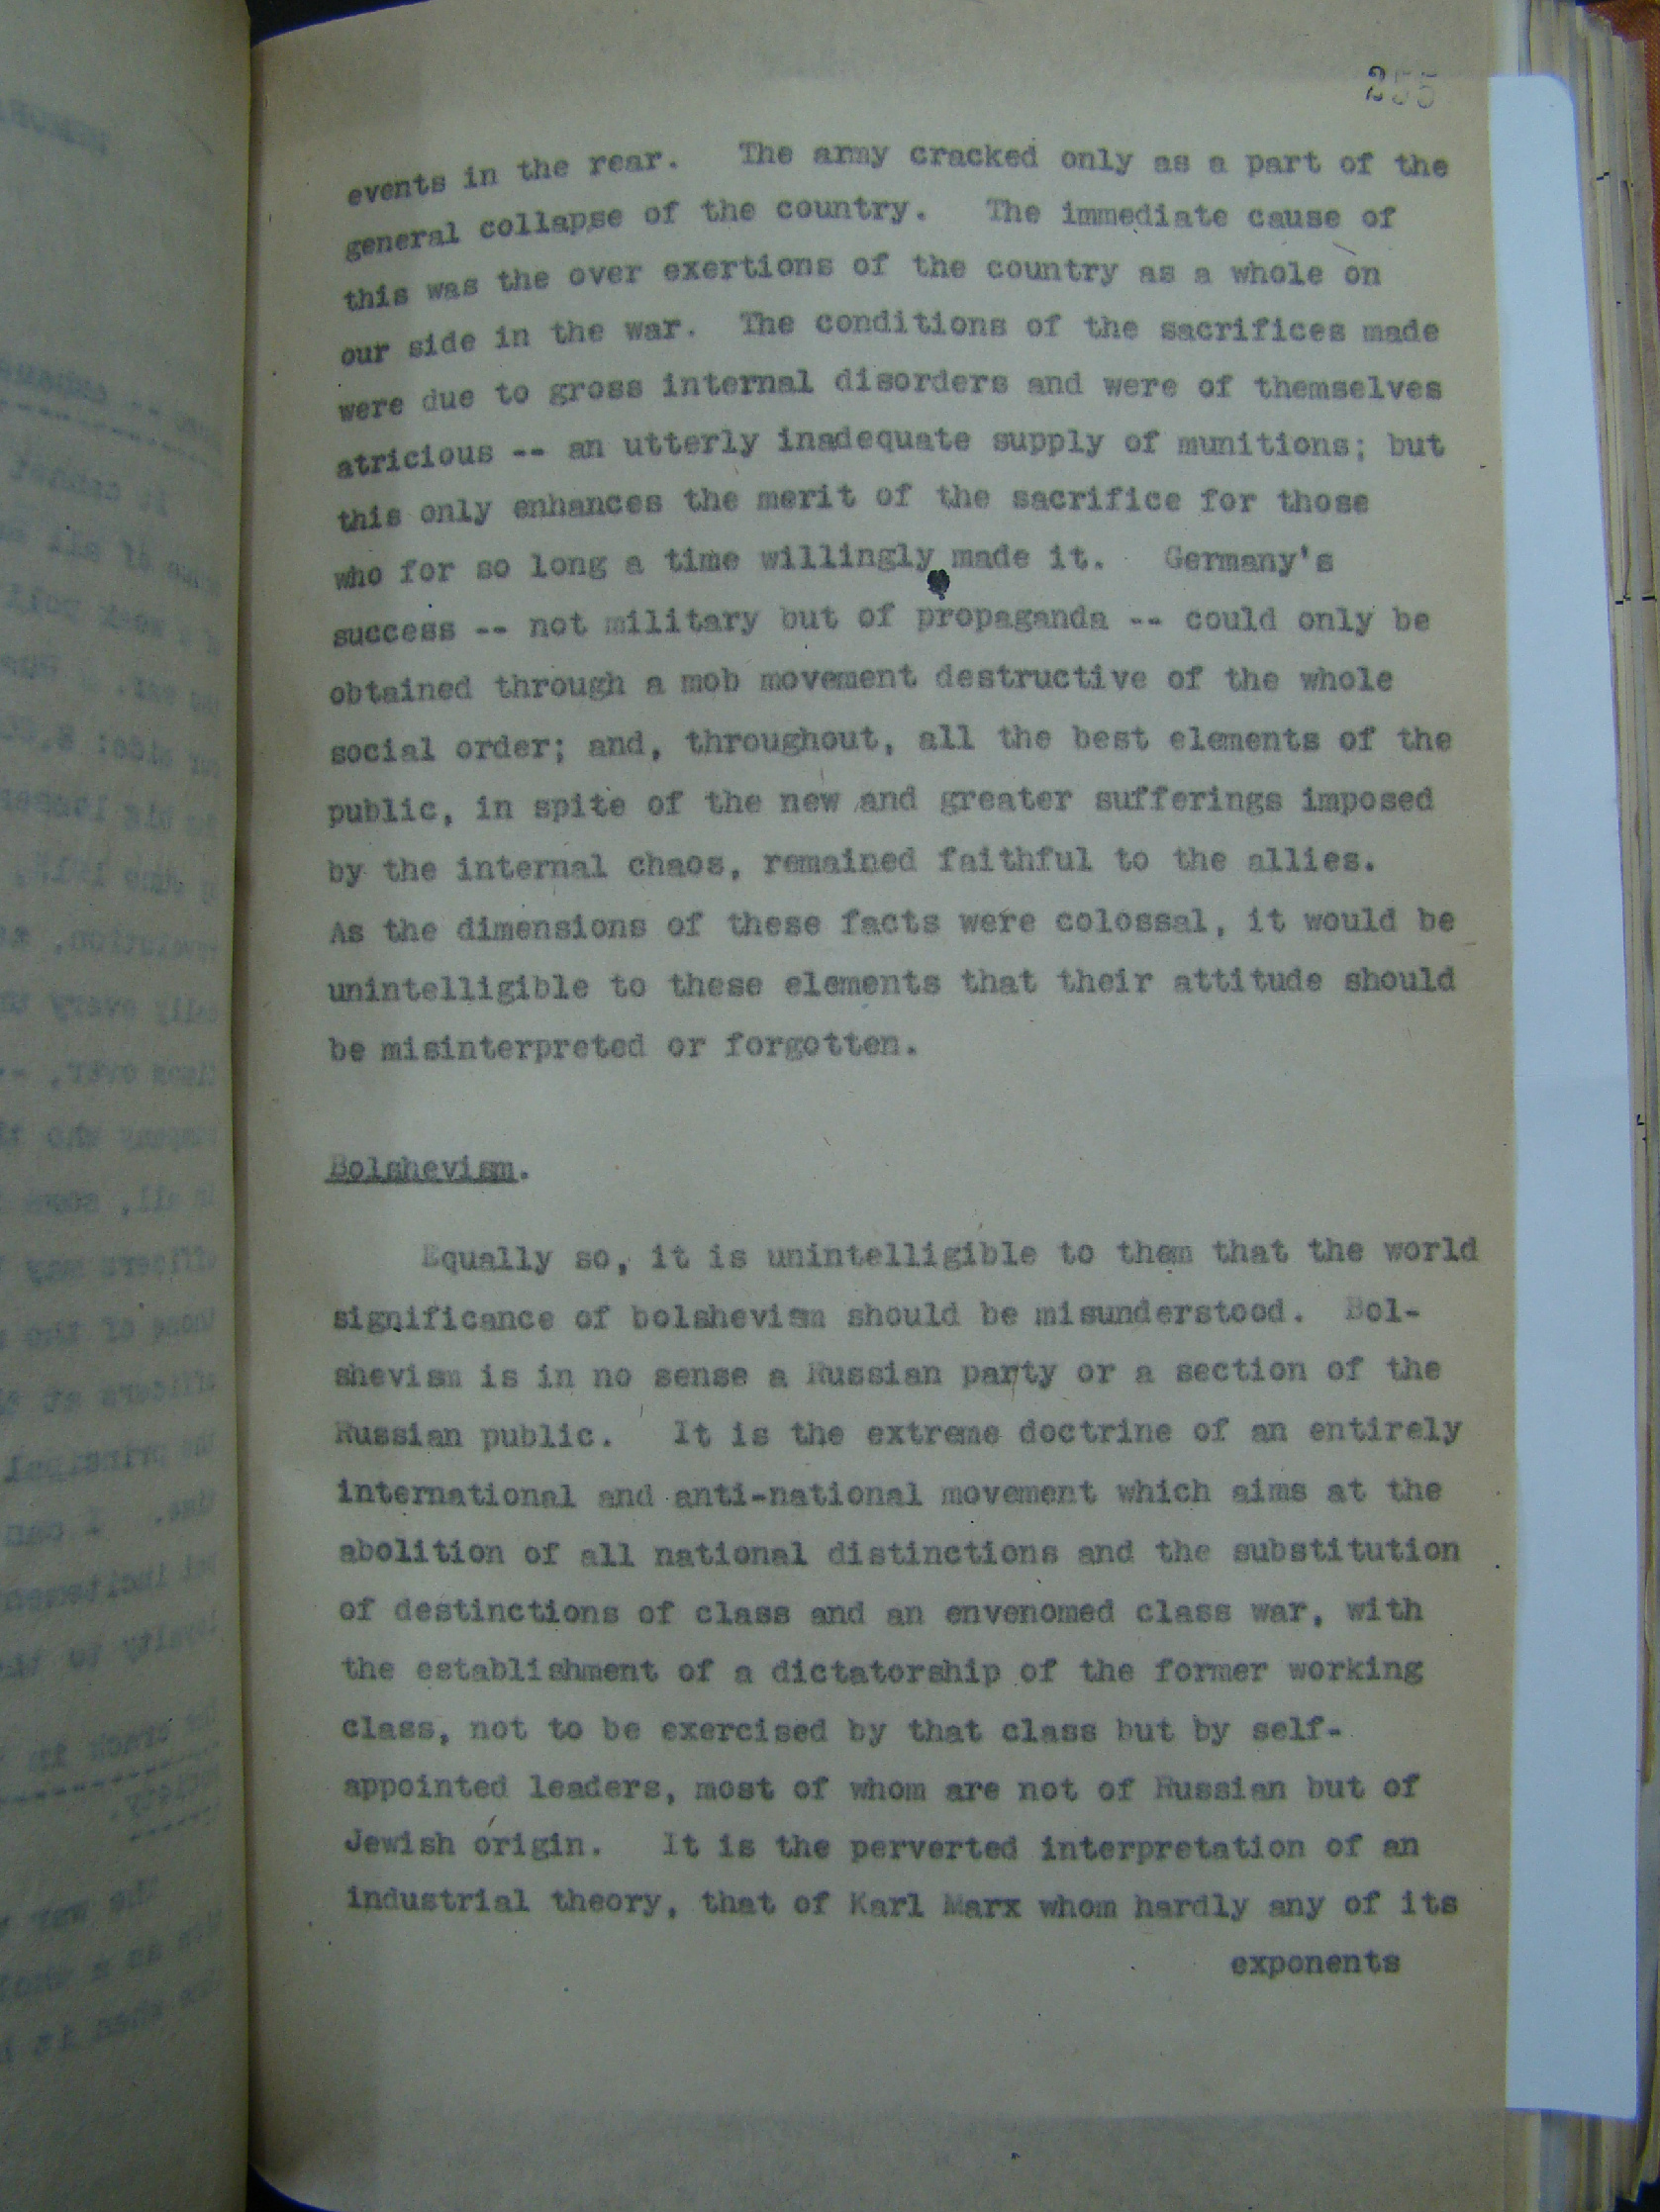 255
events in the rear. The army cracked only as a part of the
general collapse of the country. The immediate cause of
this was the over exertions of the country as a whole on
our side in the war. The conditions of the sacrifices made
were due to gross internal disorders and were of themselves
atricious -- an utterly inadequate supply of munitions; but
this only enhances the merit of the sacrifice for those
who for so long a time willingly made it. Germany's
success -- not military but of propaganda -- could only be
obtained through a mob movement destructive of the whole
social order; and, throughout, all the best elements of the
public, in spite of the new and greater sufferings imposed
by the internal chaos, remained faithful to the allies.
As the dimensions of these facts were colossal, it would be
unintelligible to these elements that their attitude should
be misinterpreted or forgotten.
Bolshevism.
Equally so, it is unintelligible to them that the world
significance of bolshevism should be misunderstood. Bol-
shevism is in no sense a Russian party or a section of the
Russian public. It is the extreme doctrine of an entirely
international and anti-national movement which aims at the
abolition of all national distinctions and the substitution
of destinctions of class and an envenomed class war, with
the establishment of a dictatorship of the former working
class, not to be exercised by that class but by self-
appointed leaders, most of whom are not of Russian but of
Jewish origin. It is the perverted interpretation of an
industrial theory, that of Karl Marx whom hardly any of its
exponents